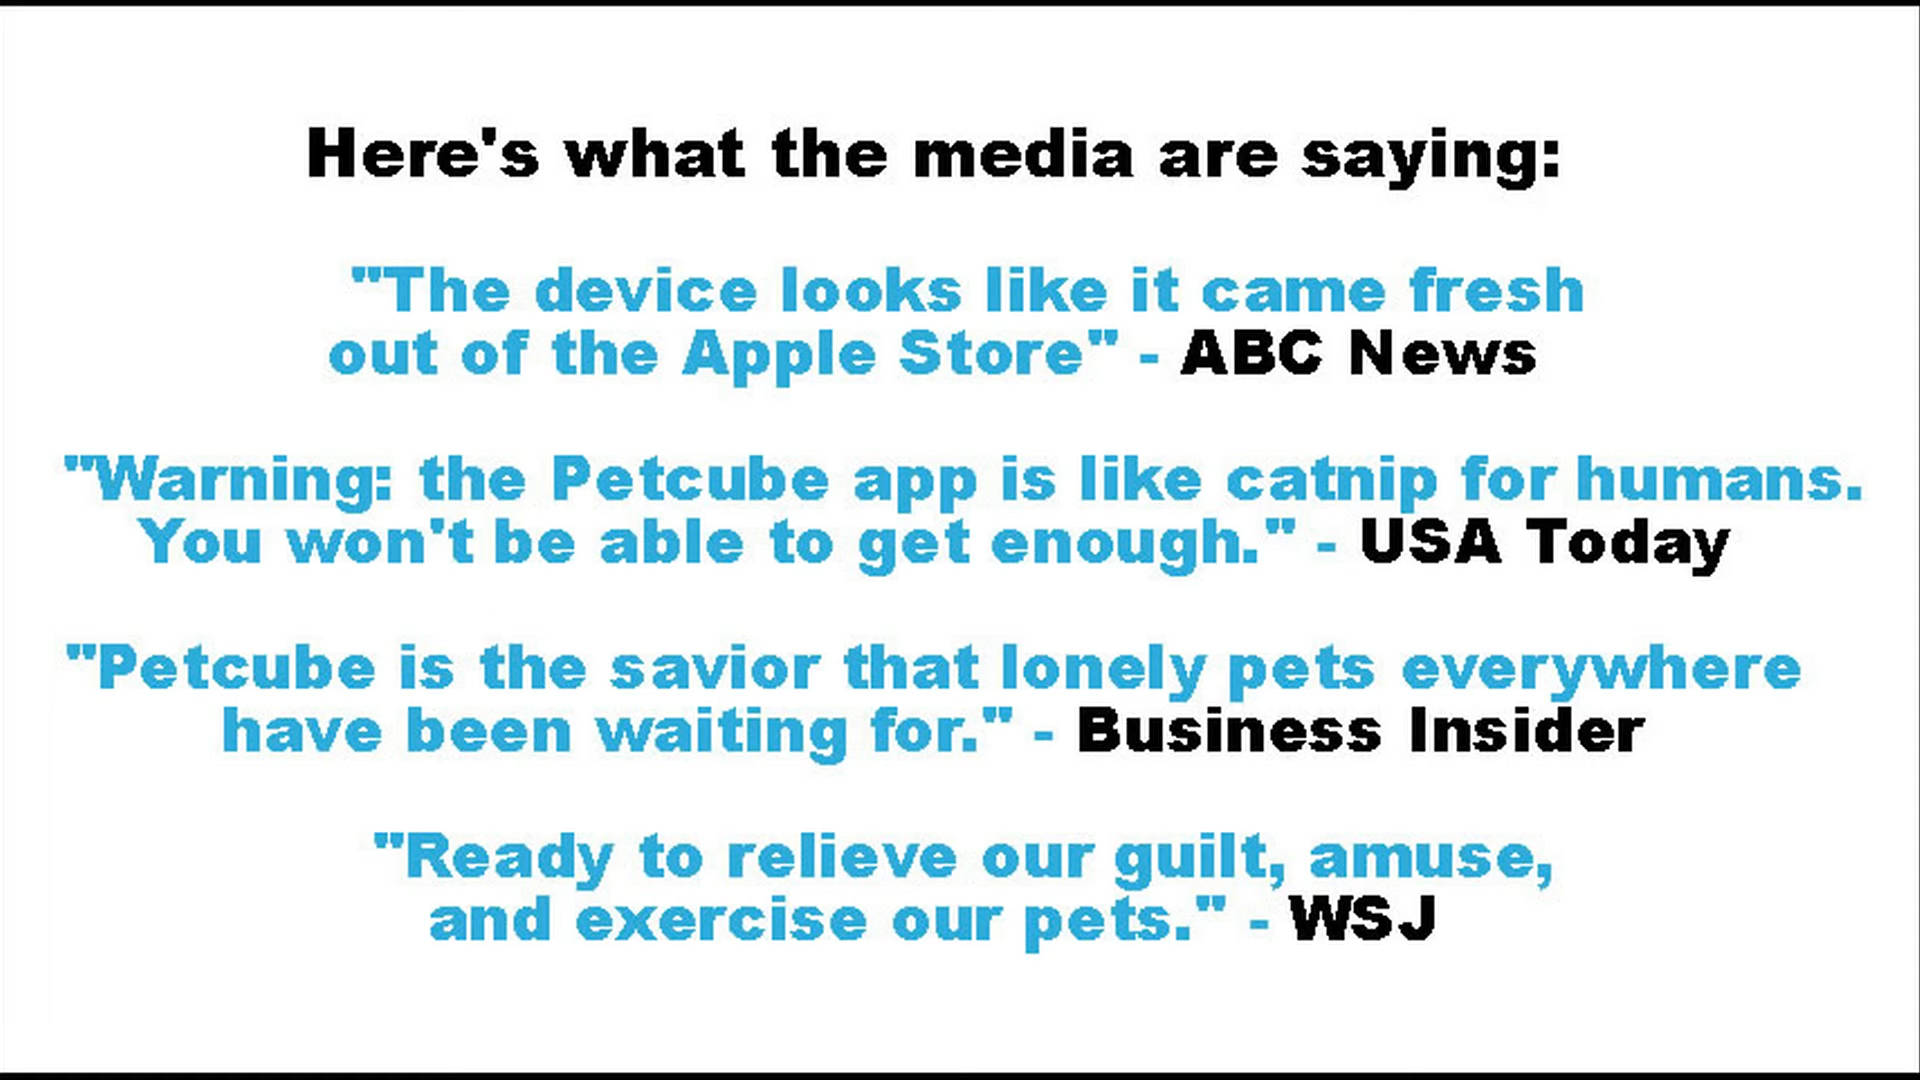 Here's what the media are saying:
"The device looks like it came fresh
out of the Apple Store" - ABC News
"Warning: the Petcube app is like catnip for humans.
You won't be able to get enough." - USA Today
"Petcube is the savior that lonely pets everywhere
have been waiting for." - Business Insider
"Ready to relieve our guilt, amuse,
and exercise our pets." - WSJ